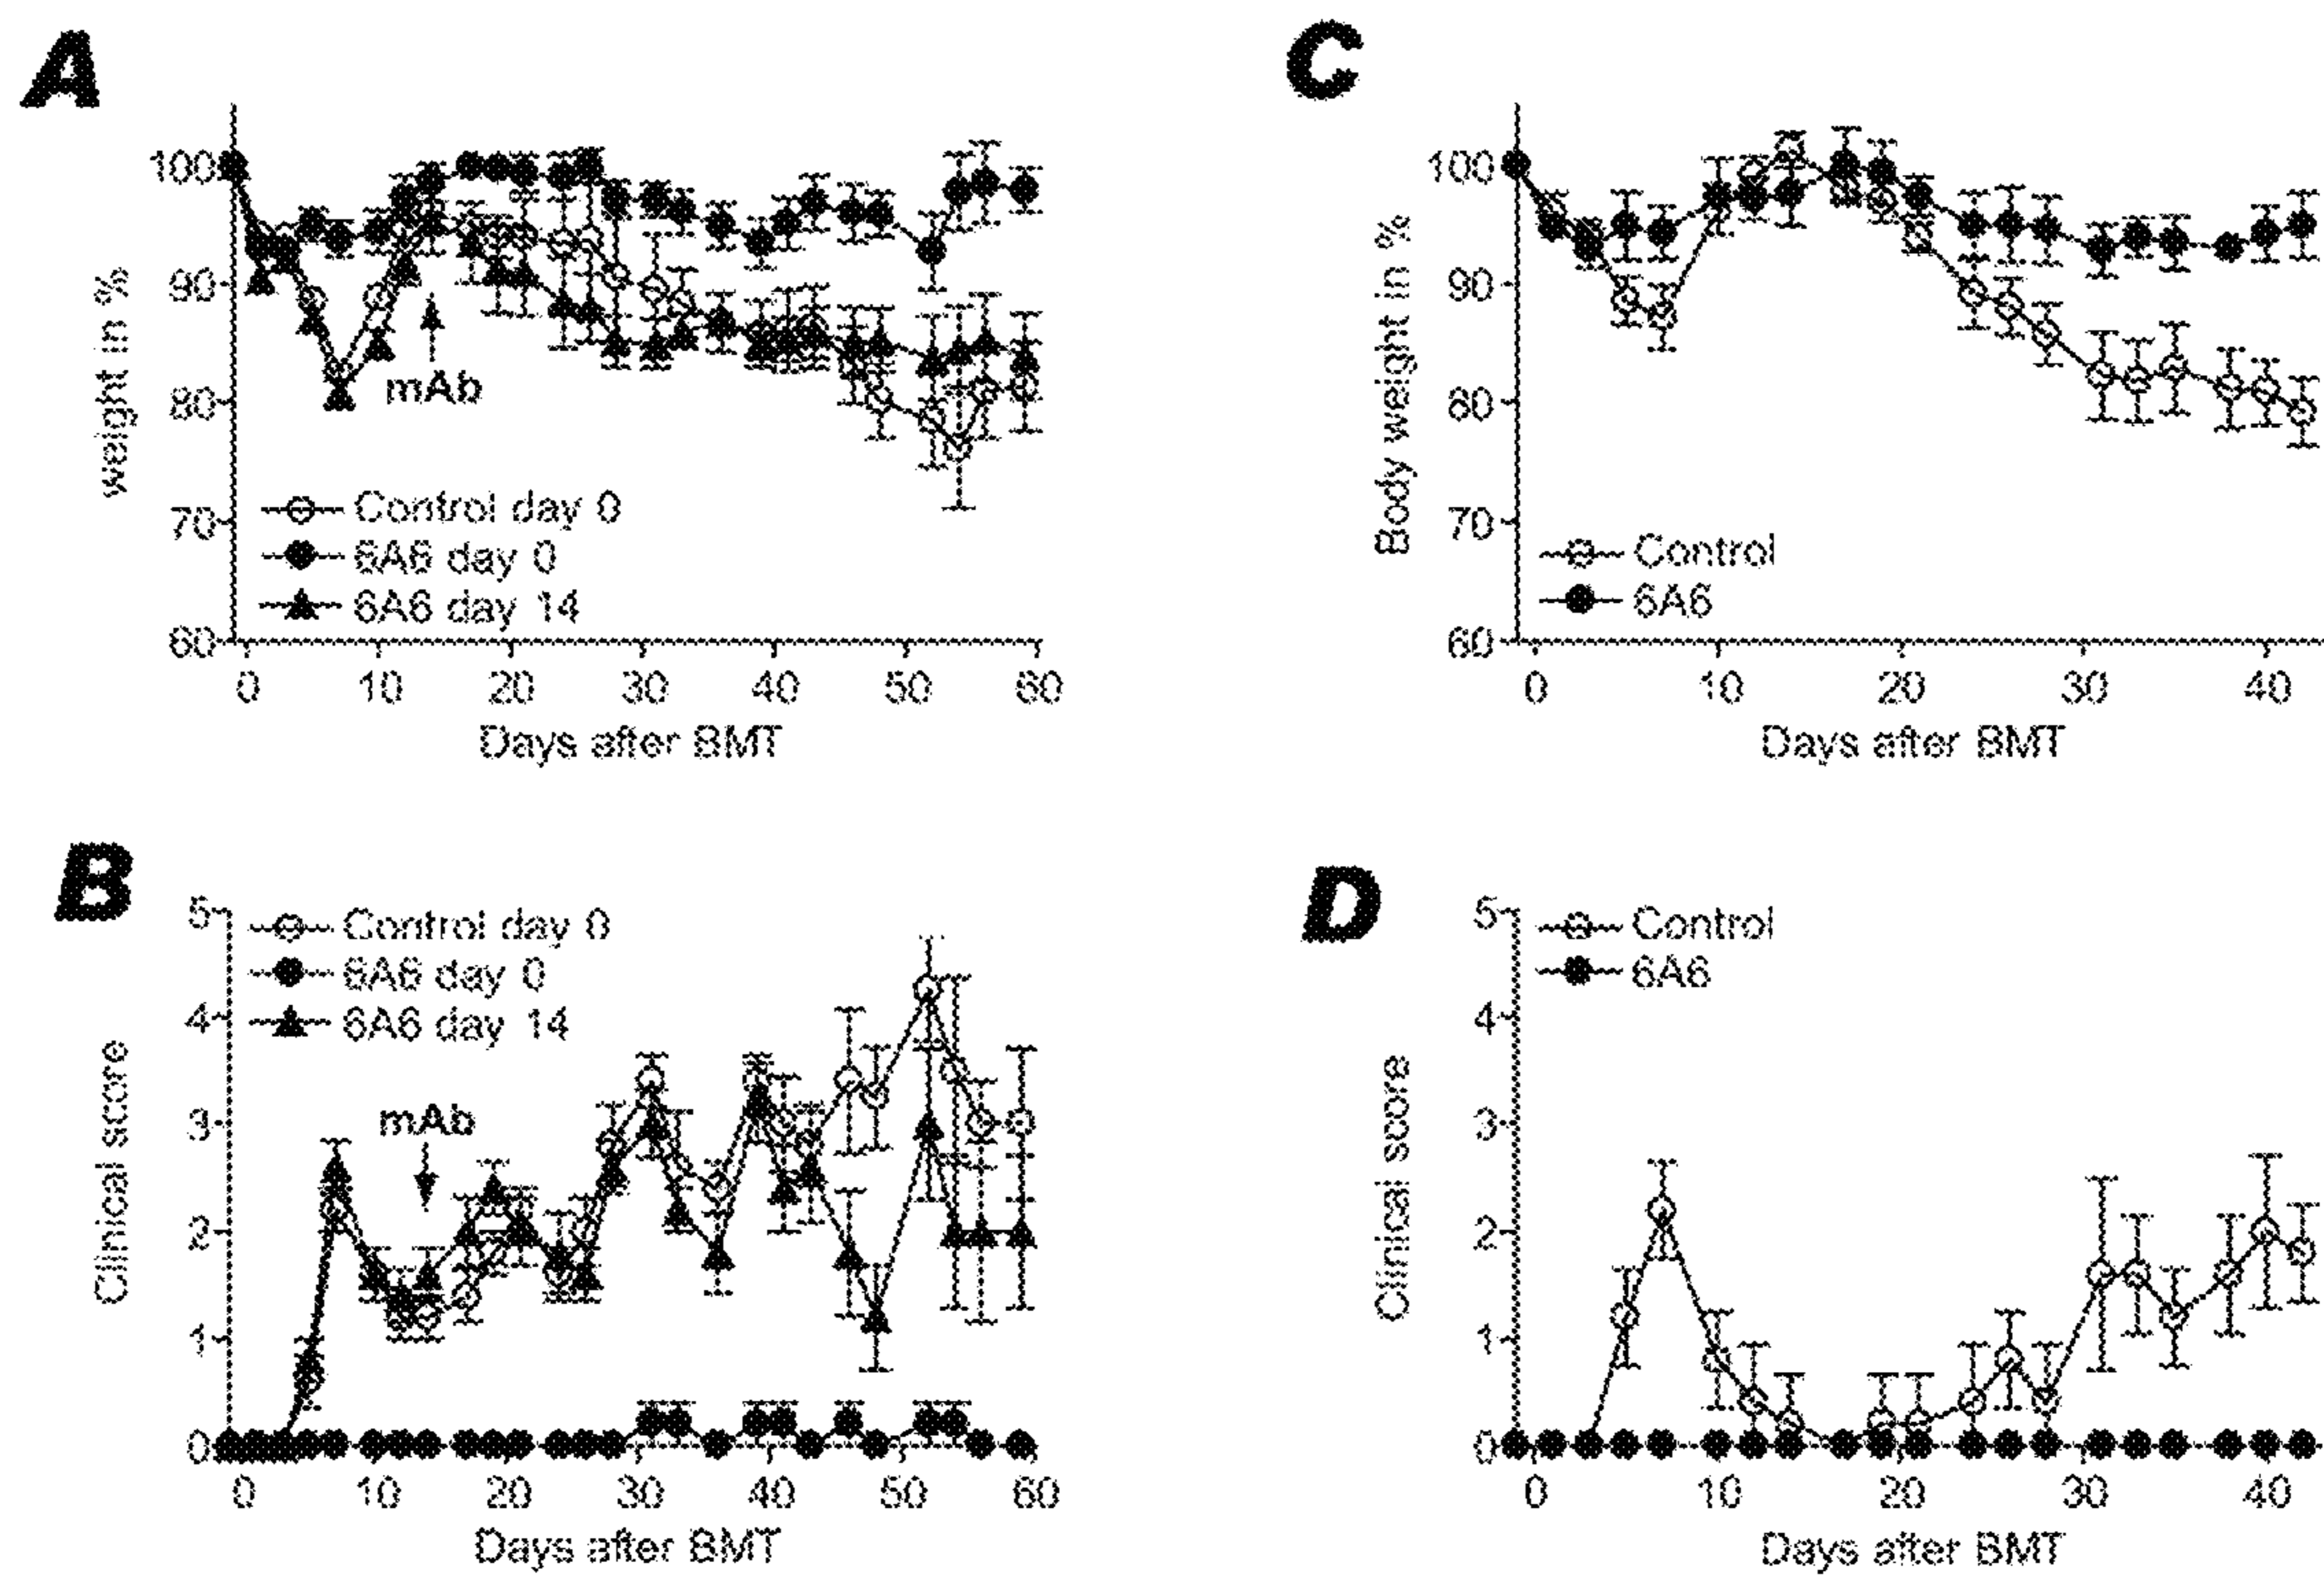 A
100
90
80
70
60
weight in %
mAb
Control day 0
6A6 day 0
6A6 day 14
0 10 20 30 40 50 60
Days after BMT
C
100
90
80
70
60
Body weight in %
Control
6A6
0 10 20 30 40
Days after BMT
B
5
4
3
2
1
0
Clinical score
Control day 0
6A6 day 0
6A6 day 14
mAb
0 10 20 30 40 50 60
Days after BMT
D
5
4
3
2
1
0
Clinical score
Control
6A6
0 10 20 30 40
Days after BMT